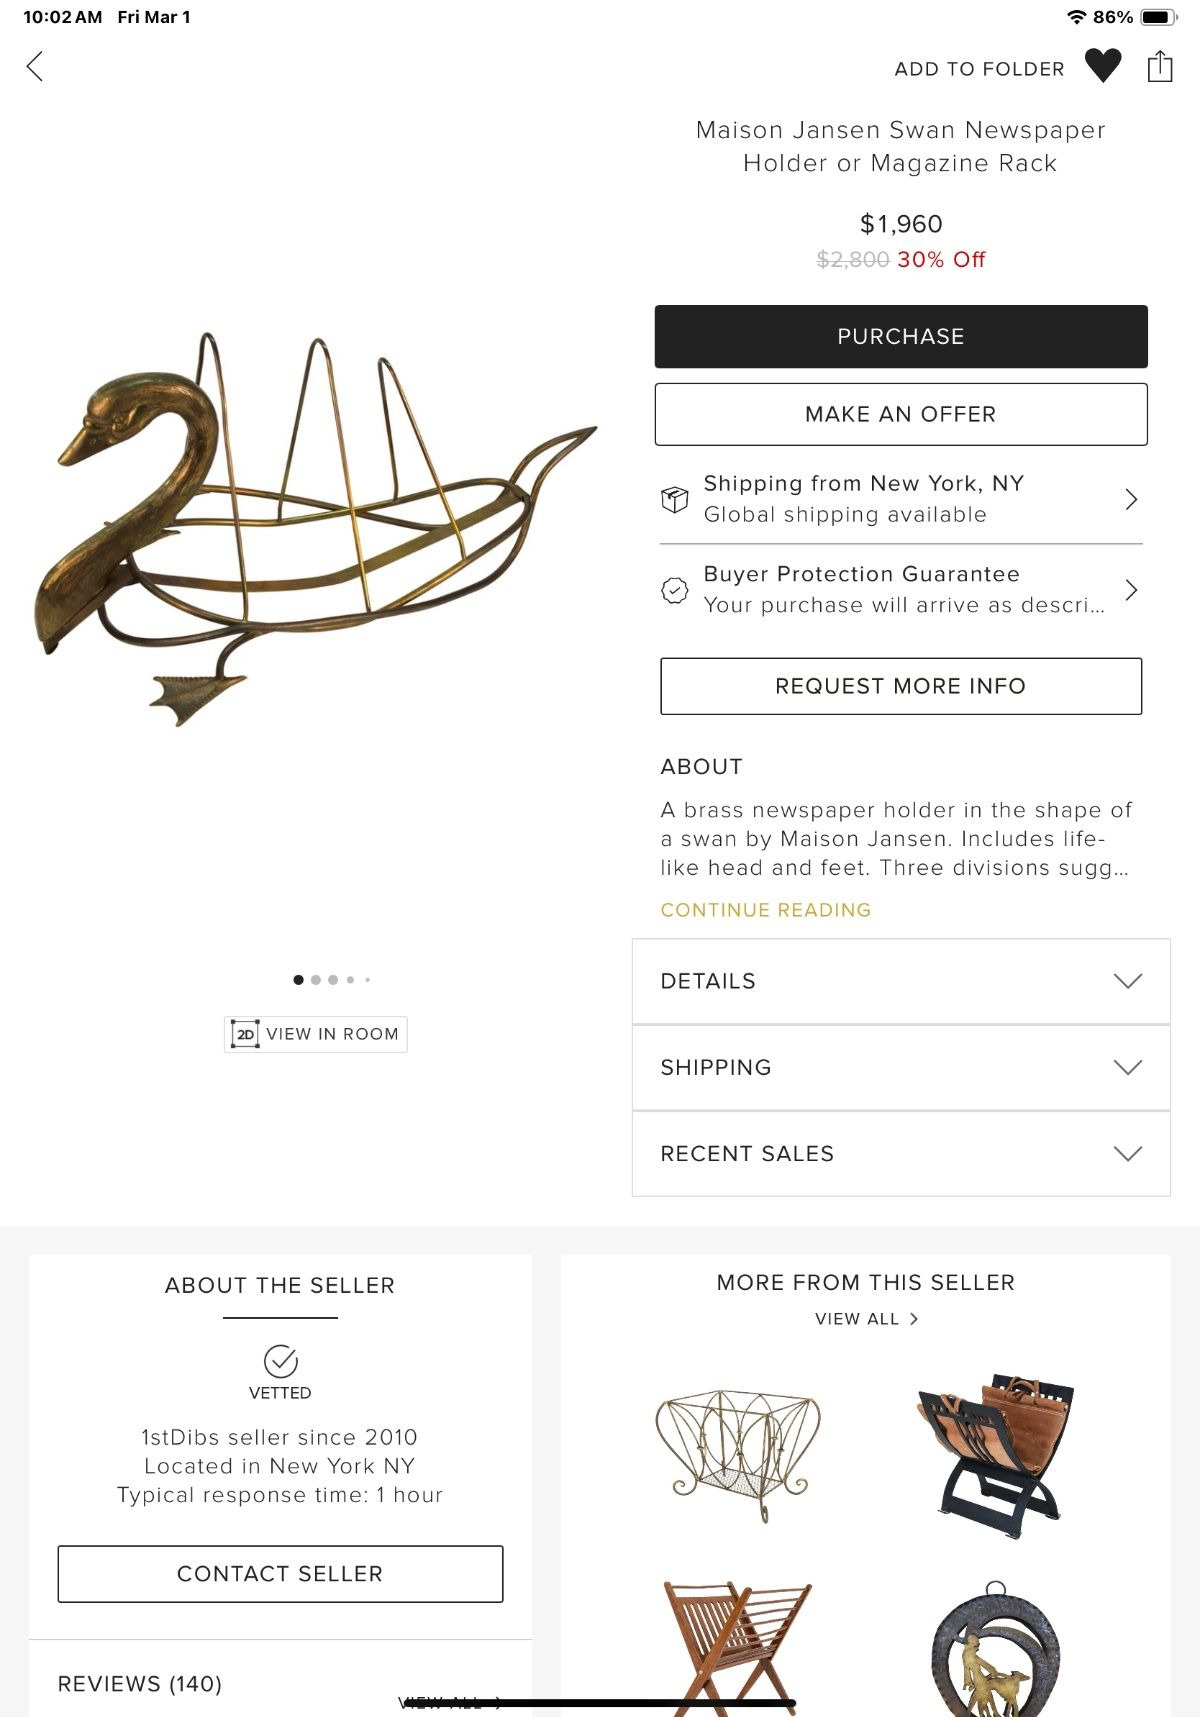 10:02 AM Fri Mar 1
86%
ADD TO FOLDER
Maison Jansen Swan Newspaper
Holder or Magazine Rack
$1,960
$2,800 30% Off
PURCHASE
MAKE AN OFFER
Shipping from New York, NY
Global shipping available
Buyer Protection Guarantee
Your purchase will arrive as descri...
REQUEST MORE INFO
ABOUT
A brass newspaper holder in the shape of
a swan by Maison Jansen. Includes life-
like head and feet. Three divisions sugg...
CONTINUE READING
2D VIEW IN ROOM
DETAILS
SHIPPING
RECENT SALES
ABOUT THE SELLER
VETTED
1stDibs seller since 2010
Located in New York NY
Typical response time: 1 hour
CONTACT SELLER
REVIEWS (140)
VIEW ALL
MORE FROM THIS SELLER
VIEW ALL